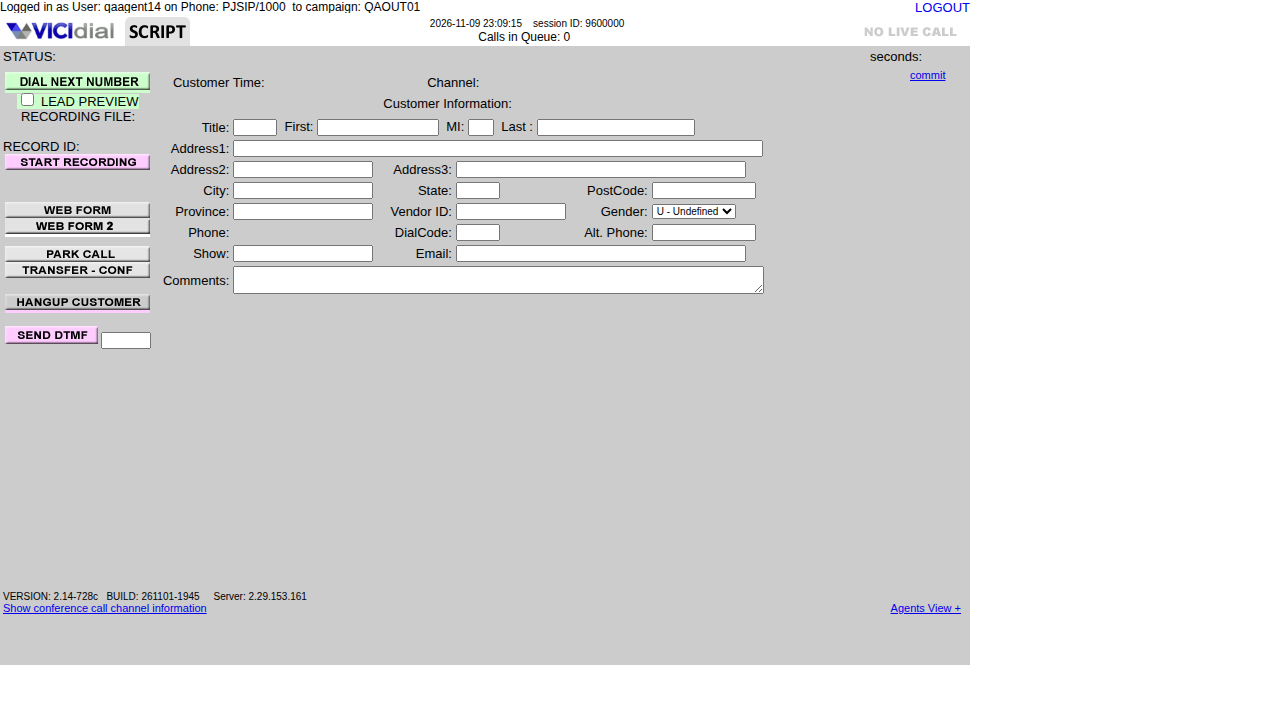 Logged in as User: qaagent14 on Phone: PJSIP/1000  to campaign: QAOUT01 LOGOUT
VICIdial SCRIPT 2026-11-09 23:09:15 session ID: 9600000 NO LIVE CALL
Calls in Queue: 0
STATUS: seconds:
DIAL NEXT NUMBER Customer Time: Channel: commit
LEAD PREVIEW Customer Information:
RECORDING FILE:
Title: First: MI: Last :
RECORD ID: Address1:
START RECORDING Address2: Address3:
City: State: PostCode:
WEB FORM Province: Vendor ID: Gender: U - Undefined
WEB FORM 2 Phone: DialCode: Alt. Phone:
PARK CALL Show: Email:
TRANSFER - CONF Comments:
HANGUP CUSTOMER
SEND DTMF
VERSION: 2.14-728c BUILD: 261101-1945 Server: 2.29.153.161
Show conference call channel information Agents View +